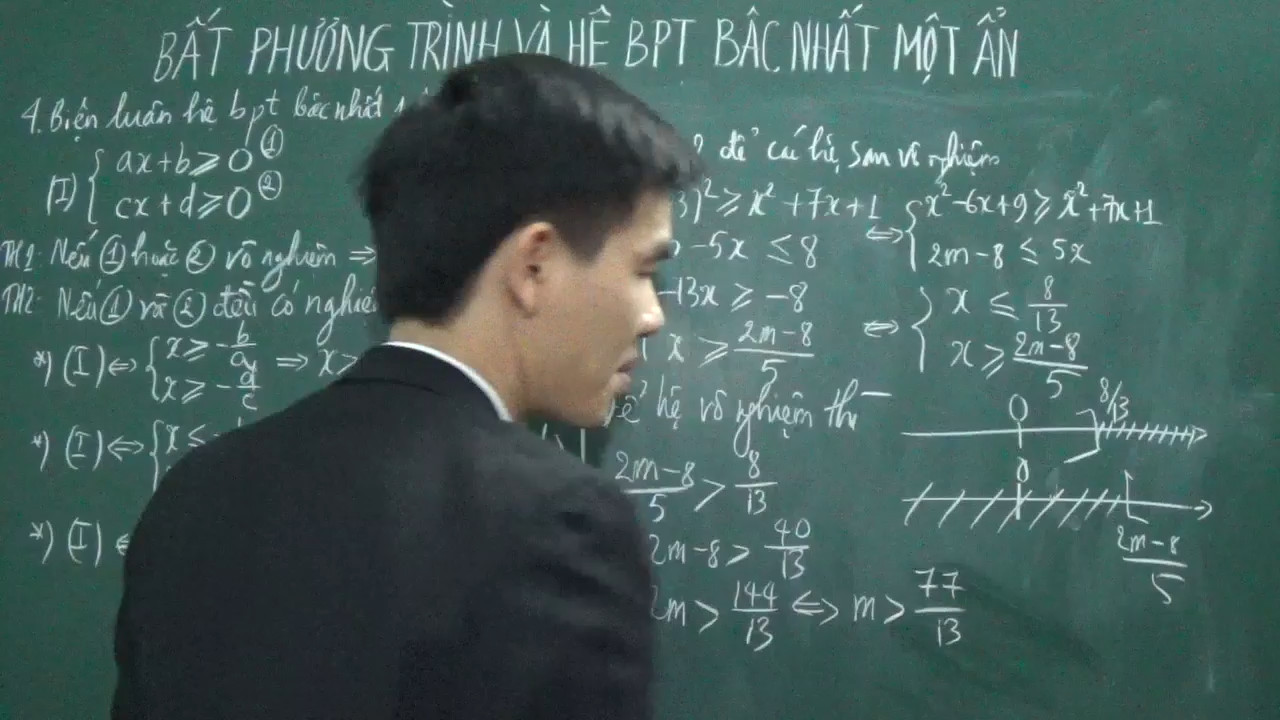 BẤT PHƯƠNG TRÌNH VÀ HỆ BPT BẬC NHẤT MỘT ẨN
4. Biện luận hệ bpt bậc nhất
(I) { ax+b ≥ 0 ①
cx+d ≥ 0 ②
TH1: Nếu ① hoặc ② vô nghiệm ⇒
TH2: Nếu ① và ② đều có nghiệm
*) (I) ⇔ { x ≥ -b/a ⇒ x ≥
x ≥ -d/c
*) (I) ⇔ { x ≤
*) (I) ⇔
để các hệ sau vô nghiệm
3)² ≥ x² + 7x + 1 ⇔ { x² - 6x + 9 ≥ x² + 7x + 1
- 5x ≤ 8 2m - 8 ≤ 5x
-13x ≥ -8 ⇔ { x ≤ 8/13
x ≥ 2m-8/5 x ≥ 2m-8/5
hệ vô nghiệm thì
0 8/13
2m-8/5 > 8/13
0 2m-8/5
2m-8 > 40/13
2m > 144/13 ⇔ m > 77/13